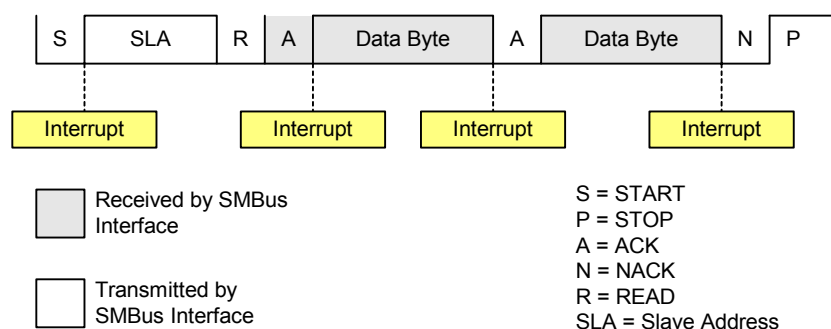 S SLA R A Data Byte A Data Byte N P
Interrupt Interrupt Interrupt Interrupt
Received by SMBus
Interface
Transmitted by
SMBus Interface
S = START
P = STOP
A = ACK
N = NACK
R = READ
SLA = Slave Address